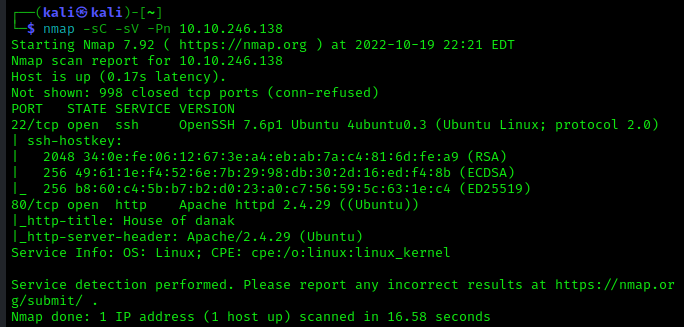 ┌──(kali㉿kali)-[~]
└─$ nmap -sC -sV -Pn 10.10.246.138
Starting Nmap 7.92 ( https://nmap.org ) at 2022-10-19 22:21 EDT
Nmap scan report for 10.10.246.138
Host is up (0.17s latency).
Not shown: 998 closed tcp ports (conn-refused)
PORT   STATE SERVICE VERSION
22/tcp open  ssh     OpenSSH 7.6p1 Ubuntu 4ubuntu0.3 (Ubuntu Linux; protocol 2.0)
| ssh-hostkey:
|   2048 34:0e:fe:06:12:67:3e:a4:eb:ab:7a:c4:81:6d:fe:a9 (RSA)
|   256 49:61:1e:f4:52:6e:7b:29:98:db:30:2d:16:ed:f4:8b (ECDSA)
|_  256 b8:60:c4:5b:b7:b2:d0:23:a0:c7:56:59:5c:63:1e:c4 (ED25519)
80/tcp open  http    Apache httpd 2.4.29 ((Ubuntu))
|_http-title: House of danak
|_http-server-header: Apache/2.4.29 (Ubuntu)
Service Info: OS: Linux; CPE: cpe:/o:linux:linux_kernel

Service detection performed. Please report any incorrect results at https://nmap.or
g/submit/ .
Nmap done: 1 IP address (1 host up) scanned in 16.58 seconds